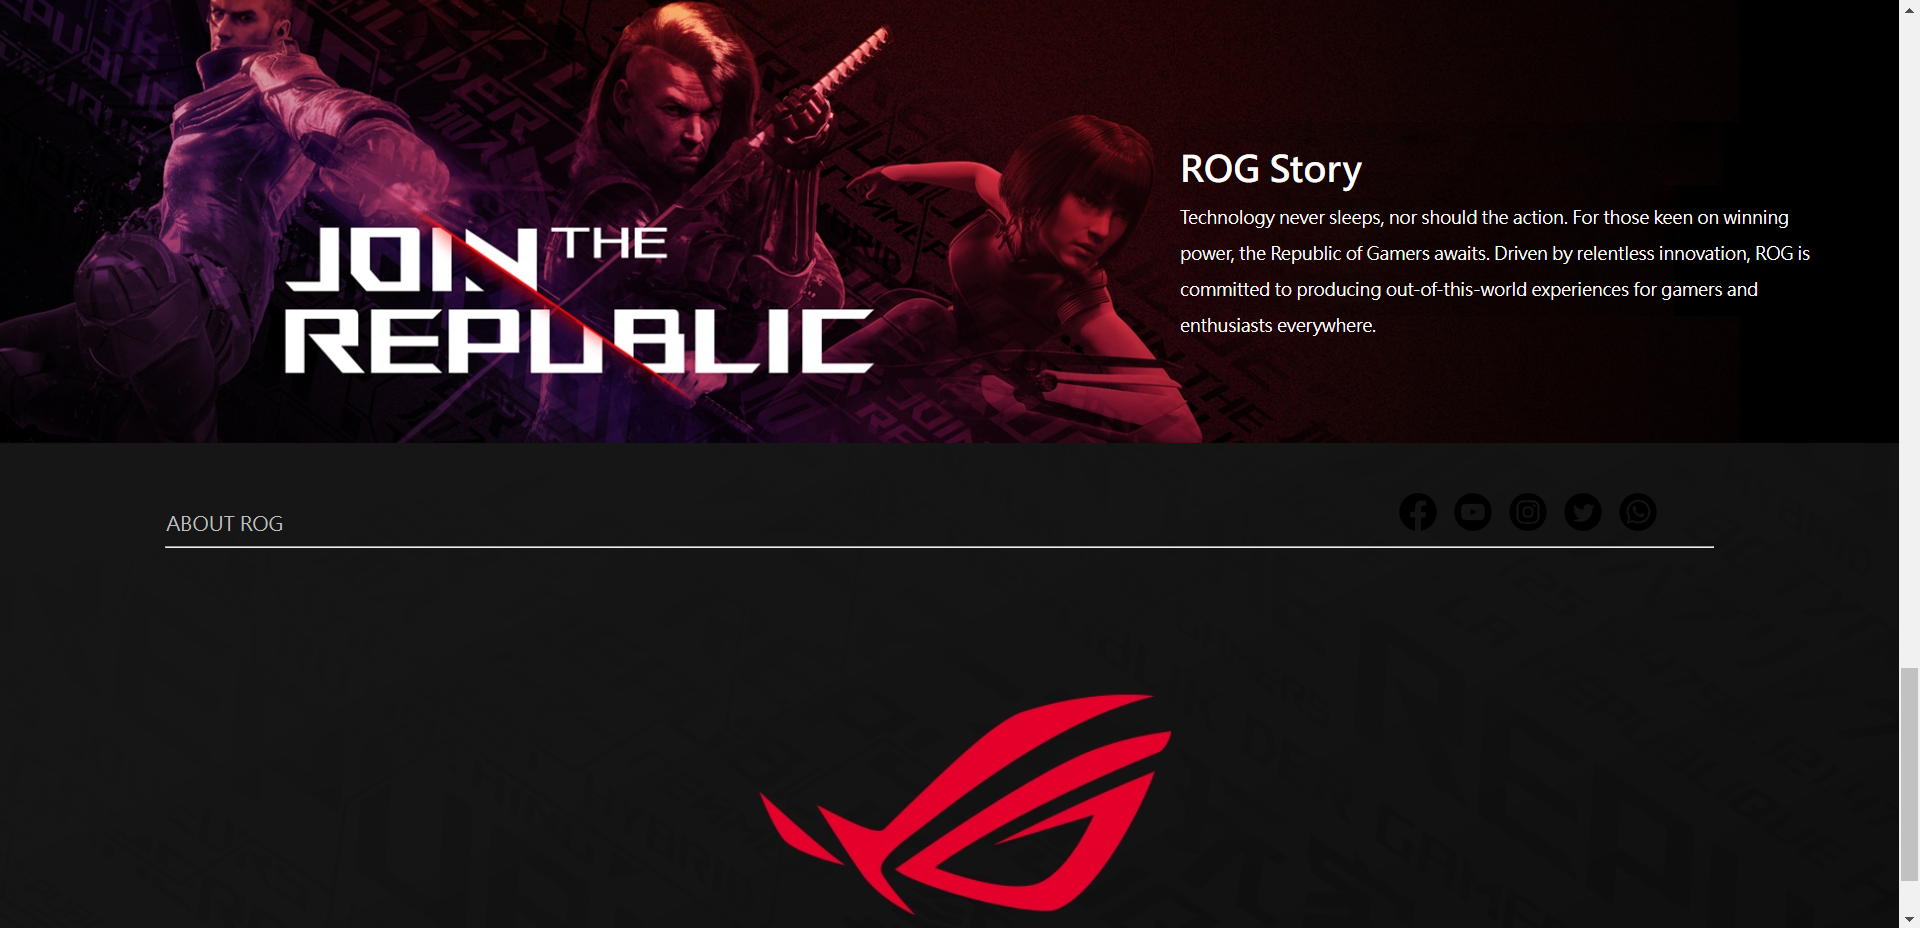 JOIN THE
REPUBLIC
ROG Story
Technology never sleeps, nor should the action. For those keen on winning
power, the Republic of Gamers awaits. Driven by relentless innovation, ROG is
committed to producing out-of-this-world experiences for gamers and
enthusiasts everywhere.
ABOUT ROG